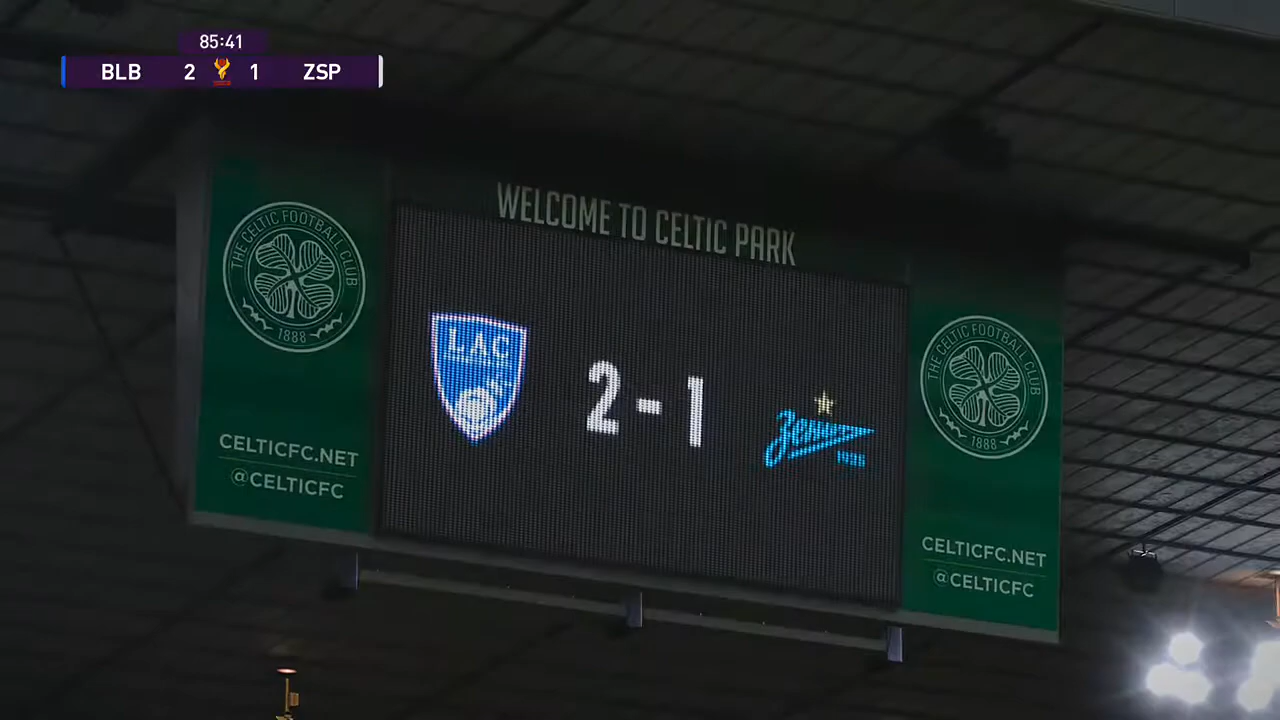 85:41
BLB 2 1 ZSP
WELCOME TO CELTIC PARK
THE CELTIC FOOTBALL CLUB
1888
CELTICFC.NET
@CELTICFC
LAC
2 - 1
THE CELTIC FOOTBALL CLUB
1888
CELTICFC.NET
@CELTICFC